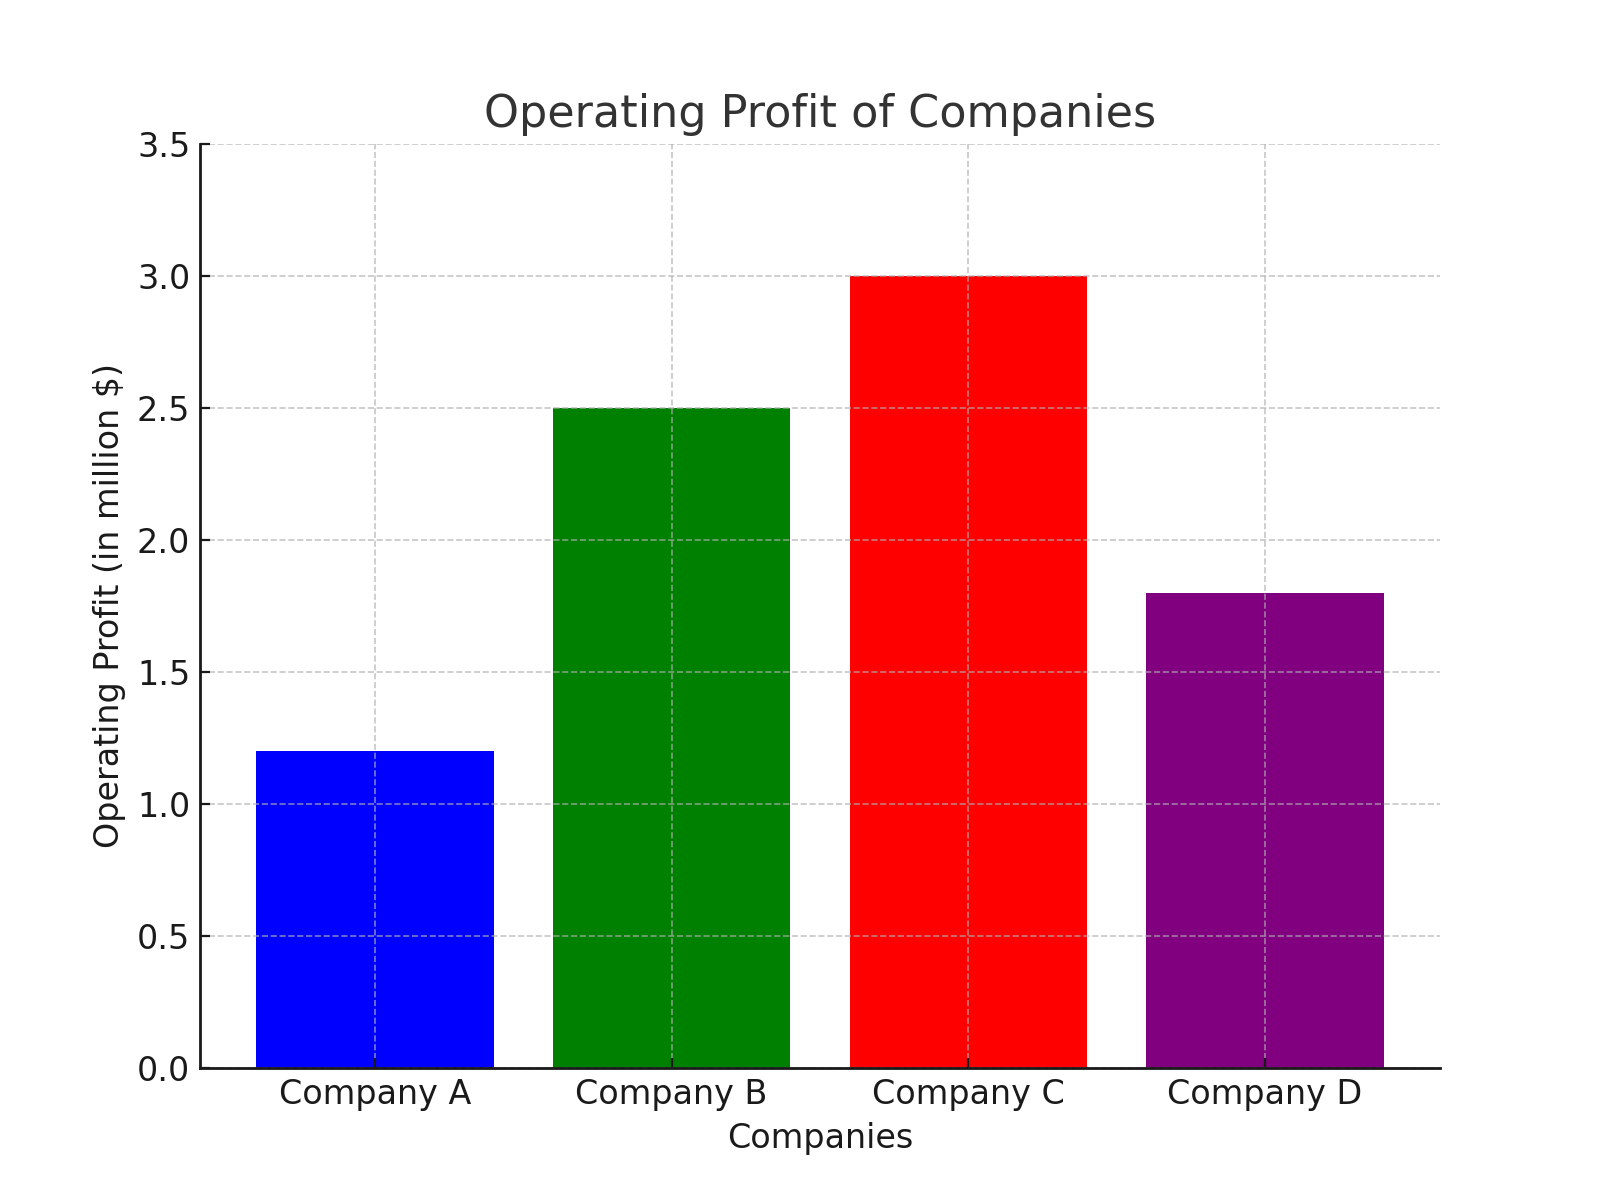 Operating Profit of Companies
3.5
3.0
2.5
2.0
1.5
1.0
0.5
0.0
Operating Profit (in million $)
Company A Company B Company C Company D
Companies